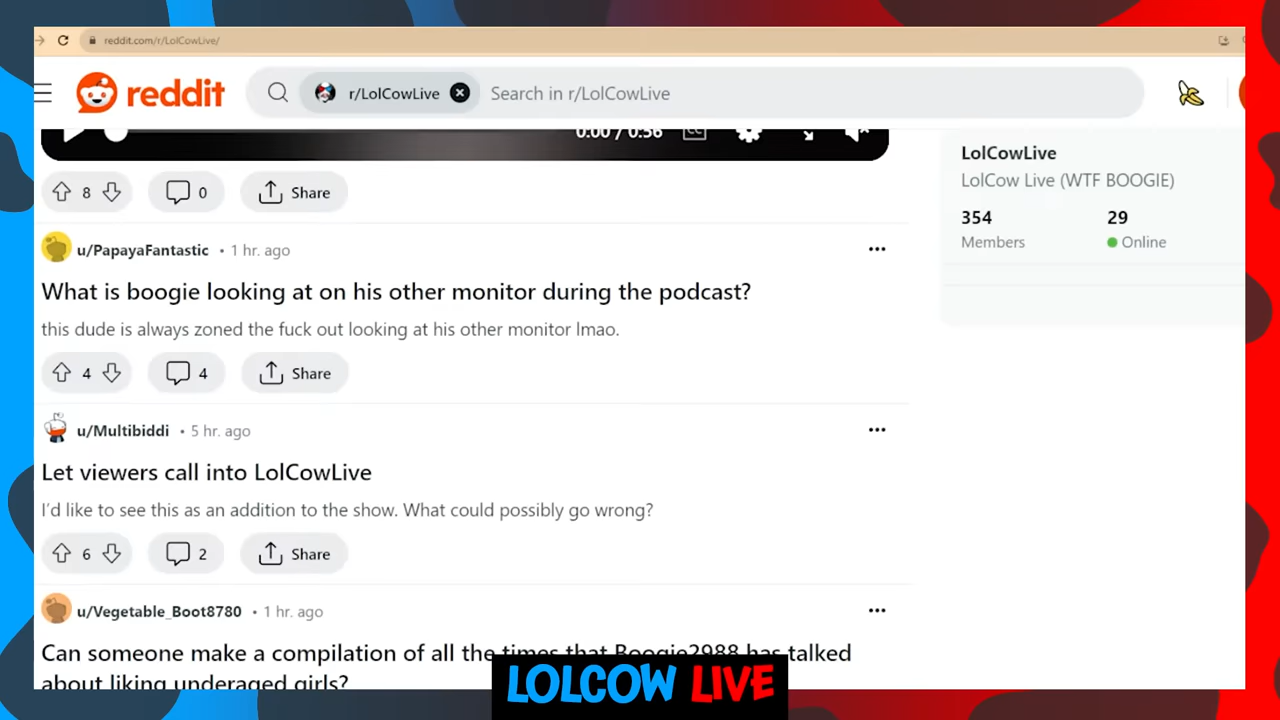 reddit.com/r/LolCowLive/
reddit
r/LolCowLive
Search in r/LolCowLive
0:00 / 0:56
CC
8
0
Share
LolCowLive
LolCow Live (WTF BOOGIE)
354
29
Members
Online
u/PapayaFantastic • 1 hr. ago
What is boogie looking at on his other monitor during the podcast?
this dude is always zoned the fuck out looking at his other monitor lmao.
4
4
Share
u/Multibiddi • 5 hr. ago
Let viewers call into LolCowLive
I'd like to see this as an addition to the show. What could possibly go wrong?
6
2
Share
u/Vegetable_Boot8780 • 1 hr. ago
Can someone make a compilation of all the times that Boogie2988 has talked
about liking underaged girls?
LOLCOW LIVE